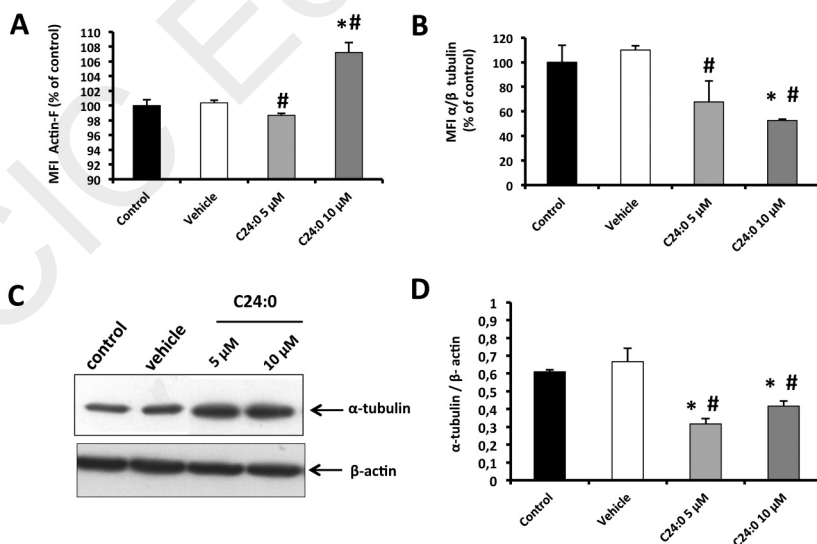 A
MFI Actin-F (% of control)
110
108
106
104
102
100
98
96
94
92
90
#
*#
Control
Vehicle
C24:0 5 µM
C24:0 10 µM
B
MFI α/β tubulin
(% of control)
120
100
80
60
40
20
0
#
* #
Control
Vehicle
C24:0 5 µM
C24:0 10 µM
C
C24:0
control
vehicle
5 µM
10 µM
α-tubulin
β-actin
D
α-tubulin / β- actin
1
0,9
0,8
0,7
0,6
0,5
0,4
0,3
0,2
0,1
0
* #
* #
Control
Vehicle
C24:0 5 µM
C24:0 10 µM